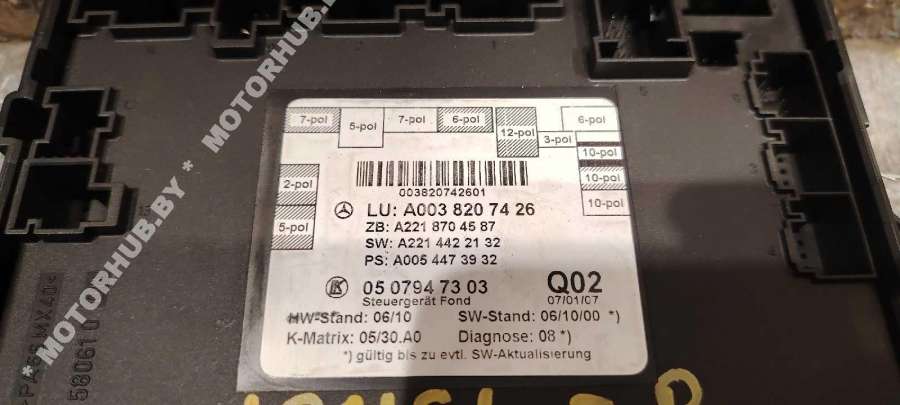 MOTORHUB.BY * MOTORHUB.BY * MOTORHUB.BY
7-pol
5-pol
7-pol
6-pol
12-pol
3-pol
6-pol
10-pol
10-pol
10-pol
2-pol
5-pol
003820742601
LU: A003 820 74 26
ZB: A221 870 45 87
SW: A221 442 21 32
PS: A005 447 39 32
05 0794 73 03
Steuergerät Fond
Q02
07/01/07
HW-Stand: 06/10 SW-Stand: 06/10/00 *)
K-Matrix: 05/30.A0 Diagnose: 08 *)
*) gültig bis zu evtl. SW-Aktualisierung
580610